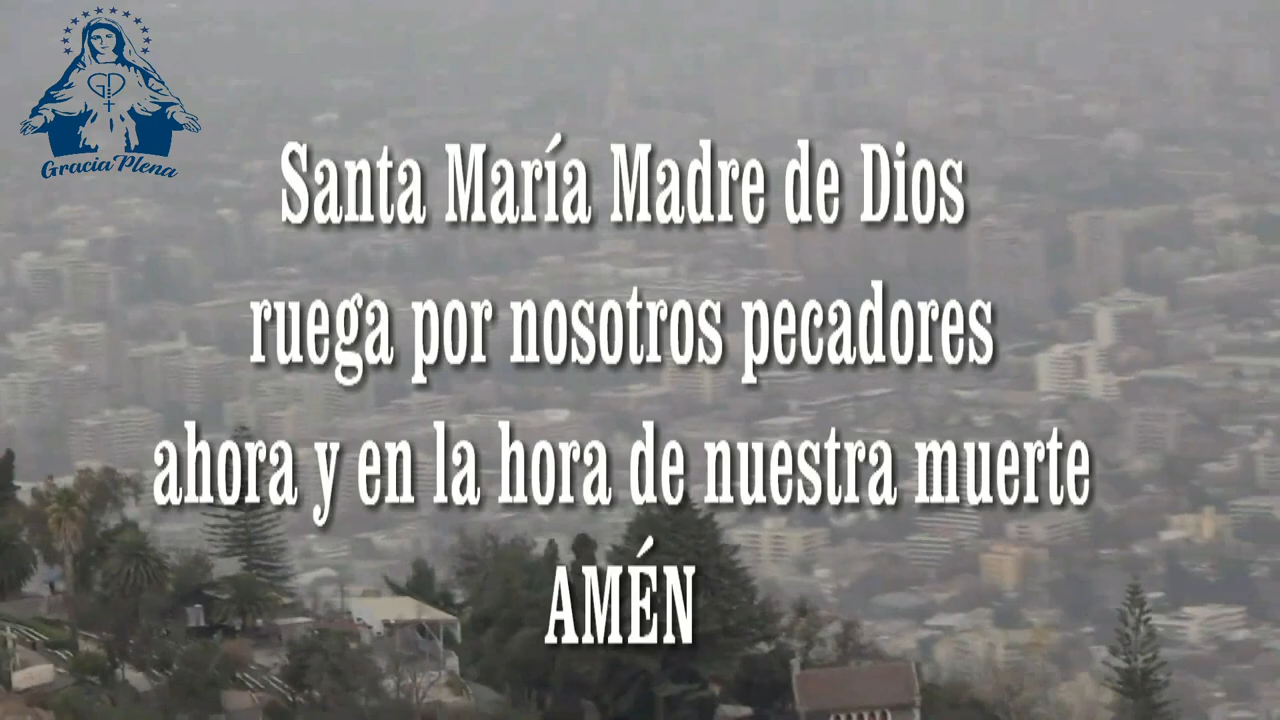 GD
Gracia Plena
Santa María Madre de Dios
ruega por nosotros pecadores
ahora y en la hora de nuestra muerte
AMÉN